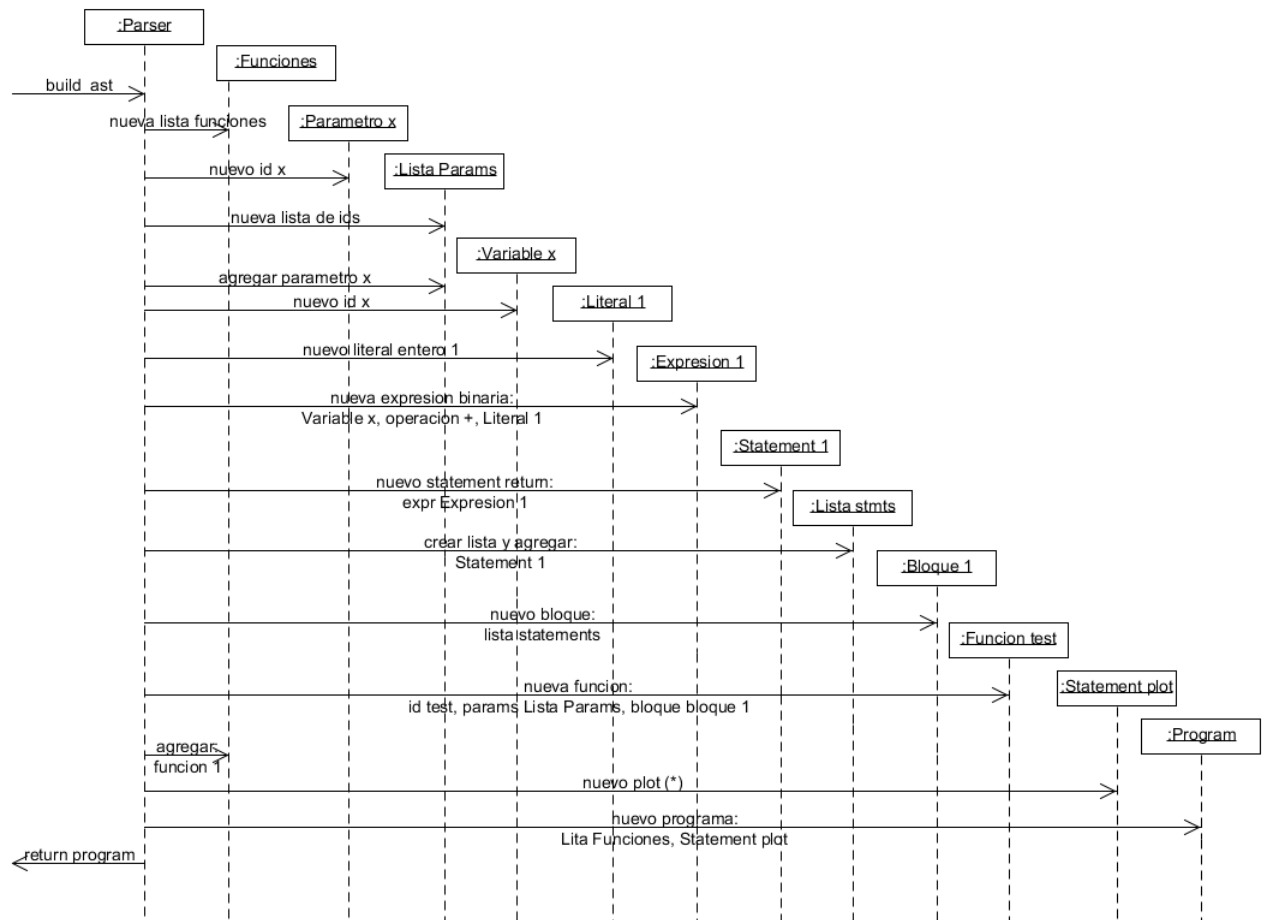 :Parser
:Funciones
build_ast
nueva lista funciones
:Parametro x
nuevo id x
:Lista Params
nueva lista de ids
:Variable x
agregar parametro x
nuevo id x
:Literal 1
nuevo literal entero 1
:Expresion 1
nueva expresion binaria:
Variable x, operacion +, Literal 1
:Statement 1
nuevo statement return:
expr Expresion 1
:Lista stmts
crear lista y agregar:
Statement 1
:Bloque 1
nuevo bloque:
lista statements
:Funcion test
nueva funcion:
id test, params Lista Params, bloque bloque 1
:Statement plot
:Program
agregar:
funcion 1
nuevo plot (*)
nuevo programa:
Lita Funciones, Statement plot
return program